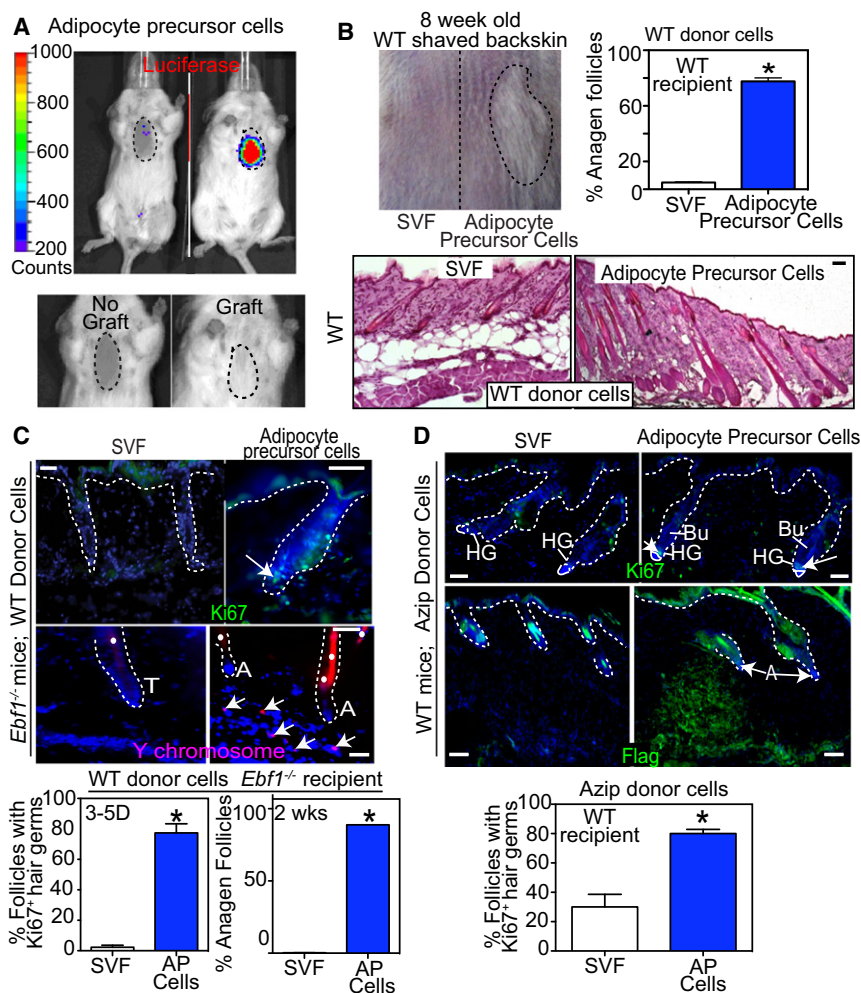 A
Adipocyte precursor cells
1000
800
600
400
200
Counts
Luciferase
No
Graft
Graft
B
8 week old
WT shaved backskin
SVF
Adipocyte
Precursor Cells
WT donor cells
WT
recipient
*
% Anagen follicles
80
60
40
20
0
SVF
Adipocyte
Precursor Cells
WT
SVF
Adipocyte Precursor Cells
WT donor cells
C
Ebf1-/- mice; WT Donor Cells
SVF
Adipocyte
precursor cells
Ki67
T
A
A
Y chromosome
WT donor cells
Ebf1-/- recipient
% Follicles with
Ki67+ hair germs
100
80
60
40
20
0
3-5D
*
SVF
AP
Cells
% Anagen Follicles
100
50
0
2 wks
*
SVF
AP
Cells
D
WT mice; Azip Donor Cells
SVF
Adipocyte Precursor Cells
HG
HG
Bu
HG
Bu
HG
Ki67
A
Flag
Azip donor cells
WT
recipient
*
% Follicles with
Ki67+ hair germs
100
80
60
40
20
0
SVF
AP
Cells